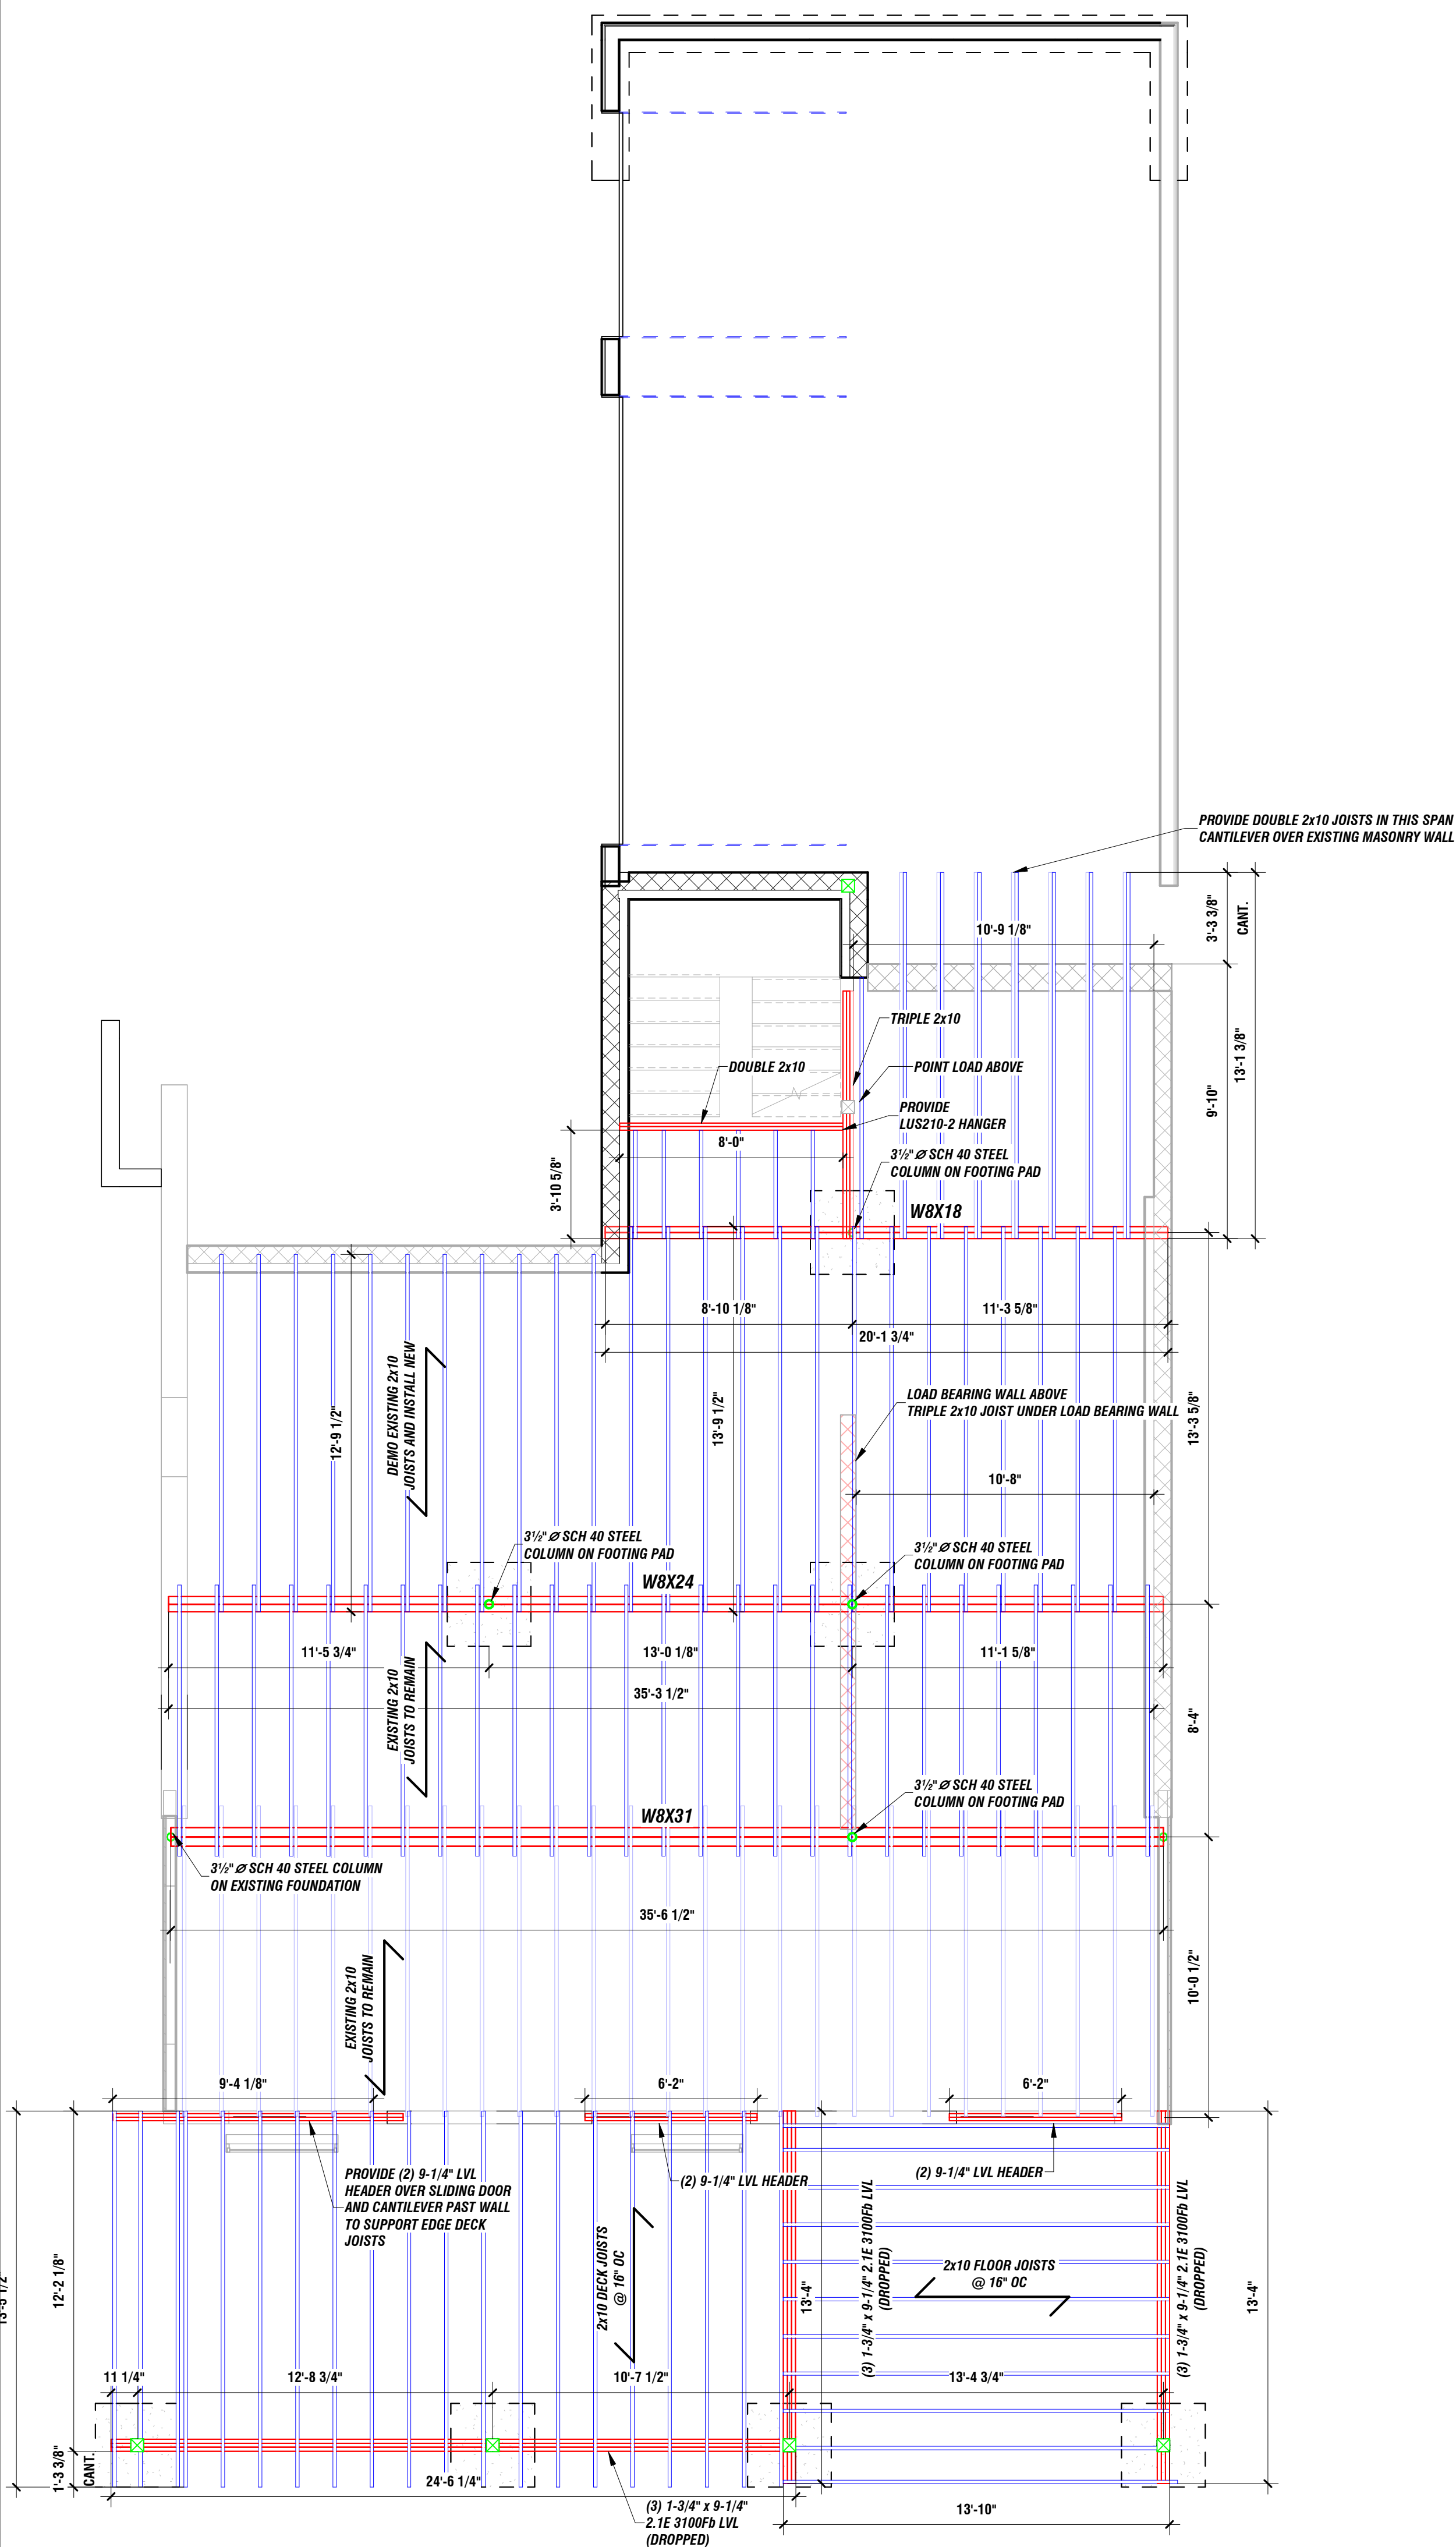 PROVIDE DOUBLE 2x10 JOISTS IN THIS SPAN
CANTILEVER OVER EXISTING MASONRY WALL
3'-3 3/8"
CANT.
10'-9 1/8"
TRIPLE 2x10
DOUBLE 2x10
POINT LOAD ABOVE
13'-1 3/8"
9'-10"
PROVIDE
LUS210-2 HANGER
8'-0"
3½" Ø SCH 40 STEEL
COLUMN ON FOOTING PAD
3'-10 5/8"
W8X18
8'-10 1/8"
11'-3 5/8"
20'-1 3/4"
DEMO EXISTING 2x10
JOISTS AND INSTALL NEW
12'-9 1/2"
13'-9 1/2"
LOAD BEARING WALL ABOVE
TRIPLE 2x10 JOIST UNDER LOAD BEARING WALL
13'-3 5/8"
10'-8"
3½" Ø SCH 40 STEEL
COLUMN ON FOOTING PAD
3½" Ø SCH 40 STEEL
COLUMN ON FOOTING PAD
W8X24
11'-5 3/4"
13'-0 1/8"
11'-1 5/8"
35'-3 1/2"
EXISTING 2x10
JOISTS TO REMAIN
8'-4"
3½" Ø SCH 40 STEEL
COLUMN ON FOOTING PAD
W8X31
3½" Ø SCH 40 STEEL COLUMN
ON EXISTING FOUNDATION
35'-6 1/2"
EXISTING 2x10
JOISTS TO REMAIN
10'-0 1/2"
9'-4 1/8"
6'-2"
6'-2"
PROVIDE (2) 9-1/4" LVL
HEADER OVER SLIDING DOOR
AND CANTILEVER PAST WALL
TO SUPPORT EDGE DECK
JOISTS
(2) 9-1/4" LVL HEADER
(2) 9-1/4" LVL HEADER
13'-5 1/2"
12'-2 1/8"
2x10 DECK JOISTS
@ 16" OC
13'-4"
(3) 1-3/4" x 9-1/4" 2.1E 3100Fb LVL
(DROPPED)
2x10 FLOOR JOISTS
@ 16" OC
(3) 1-3/4" x 9-1/4" 2.1E 3100Fb LVL
(DROPPED)
13'-4"
11 1/4"
12'-8 3/4"
10'-7 1/2"
13'-4 3/4"
1'-3 3/8"
CANT.
24'-6 1/4"
(3) 1-3/4" x 9-1/4"
2.1E 3100Fb LVL
(DROPPED)
13'-10"